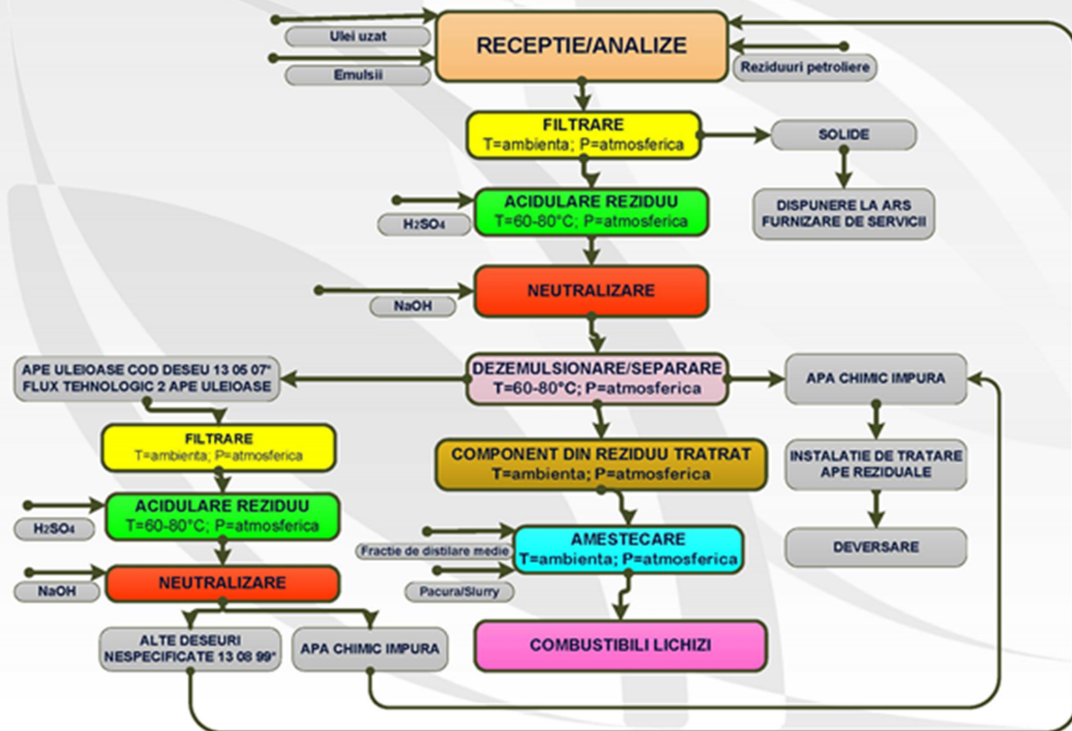 Ulei uzat
RECEPTIE/ANALIZE
Emulsii
Reziduuri petroliere
FILTRARE
T=ambienta; P=atmosferica
SOLIDE
ACIDULARE REZIDUU
T=60-80°C; P=atmosferica
H2SO4
DISPUNERE LA ARS
FURNIZARE DE SERVICII
NEUTRALIZARE
NaOH
APE ULEIOASE COD DESEU 13 05 07*
FLUX TEHNOLOGIC 2 APE ULEIOASE
DEZEMULSIONARE/SEPARARE
T=60-80°C; P=atmosferica
APA CHIMIC IMPURA
FILTRARE
T=ambienta; P=atmosferica
COMPONENT DIN REZIDUU TRATRAT
T=ambienta; P=atmosferica
INSTALATIE DE TRATARE
APE REZIDUALE
ACIDULARE REZIDUU
T=60-80°C; P=atmosferica
H2SO4
Fractie de distilare medie
AMESTECARE
T=ambienta; P=atmosferica
DEVERSARE
NEUTRALIZARE
NaOH
Pacura/Slurry
ALTE DESEURI
NESPECIFICATE 13 08 99*
APA CHIMIC IMPURA
COMBUSTIBILI LICHIZI